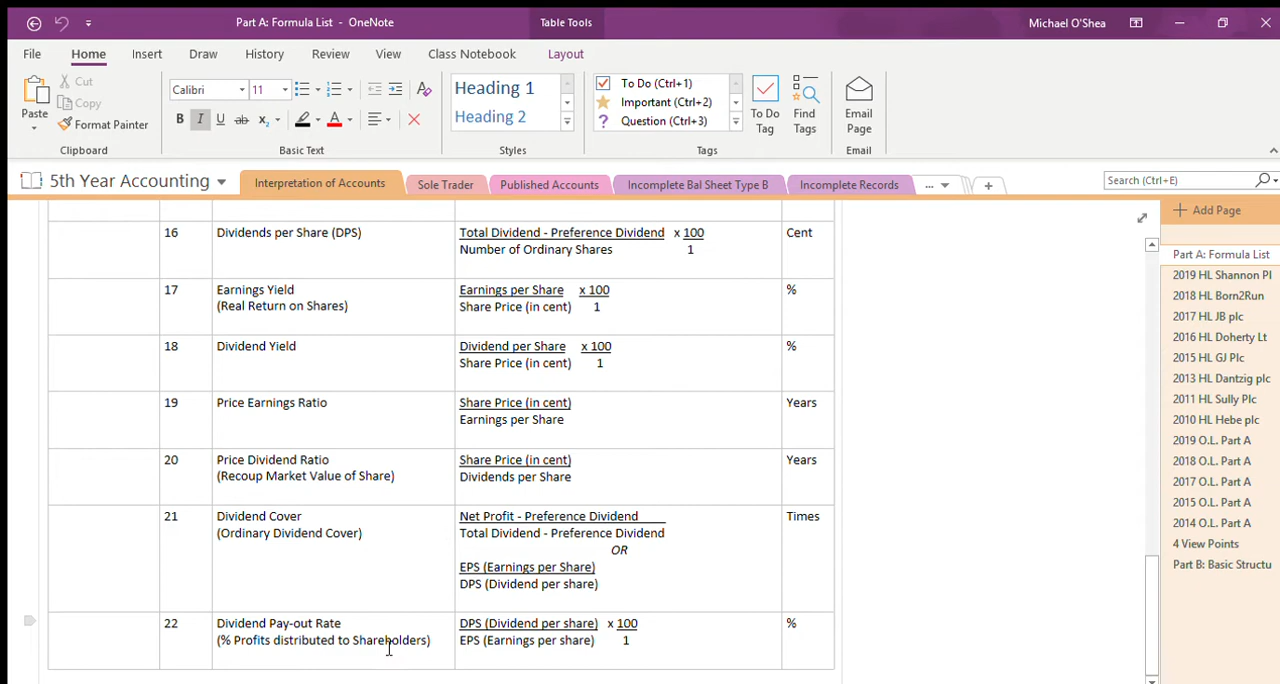 Part A: Formula List - OneNote
Table Tools
Michael O'Shea
File Home Insert Draw History Review View Class Notebook Layout
Paste
Cut
Copy
Format Painter
Clipboard
Calibri 11
B I U ab x2 A
Basic Text
Heading 1
Heading 2
Styles
To Do (Ctrl+1)
Important (Ctrl+2)
? Question (Ctrl+3)
To Do
Tag
Find
Tags
Tags
Email
Page
Email
5th Year Accounting
Interpretation of Accounts
Sole Trader
Published Accounts
Incomplete Bal Sheet Type B
Incomplete Records
...
+
Search (Ctrl+E)
16 Dividends per Share (DPS) Total Dividend - Preference Dividend x 100 Cent
Number of Ordinary Shares 1
17 Earnings Yield Earnings per Share x 100 %
(Real Return on Shares) Share Price (in cent) 1
18 Dividend Yield Dividend per Share x 100 %
Share Price (in cent) 1
19 Price Earnings Ratio Share Price (in cent) Years
Earnings per Share
20 Price Dividend Ratio Share Price (in cent) Years
(Recoup Market Value of Share) Dividends per Share
21 Dividend Cover Net Profit - Preference Dividend Times
(Ordinary Dividend Cover) Total Dividend - Preference Dividend
OR
EPS (Earnings per Share)
DPS (Dividend per share)
22 Dividend Pay-out Rate DPS (Dividend per share) x 100 %
(% Profits distributed to Shareholders) EPS (Earnings per share) 1
+ Add Page
Part A: Formula List
2019 HL Shannon Pl
2018 HL Born2Run
2017 HL JB plc
2016 HL Doherty Lt
2015 HL GJ Plc
2013 HL Dantzig plc
2011 HL Sully Plc
2010 HL Hebe plc
2019 O.L. Part A
2018 O.L. Part A
2017 O.L. Part A
2015 O.L. Part A
2014 O.L. Part A
4 View Points
Part B: Basic Structu